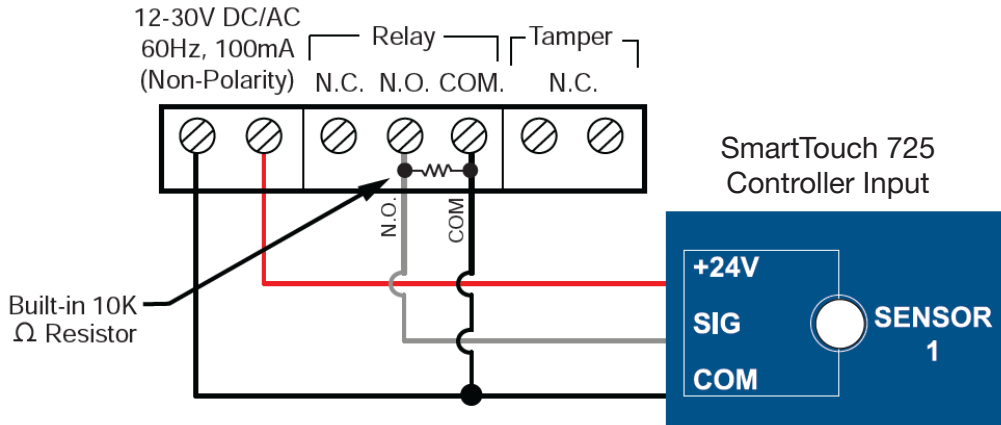 12-30V DC/AC
60Hz, 100mA
(Non-Polarity)
Relay
N.C. N.O. COM.
Tamper
N.C.
SmartTouch 725
Controller Input
N.O.
COM
Built-in 10K
Ω Resistor
+24V
SIG
COM
SENSOR
1